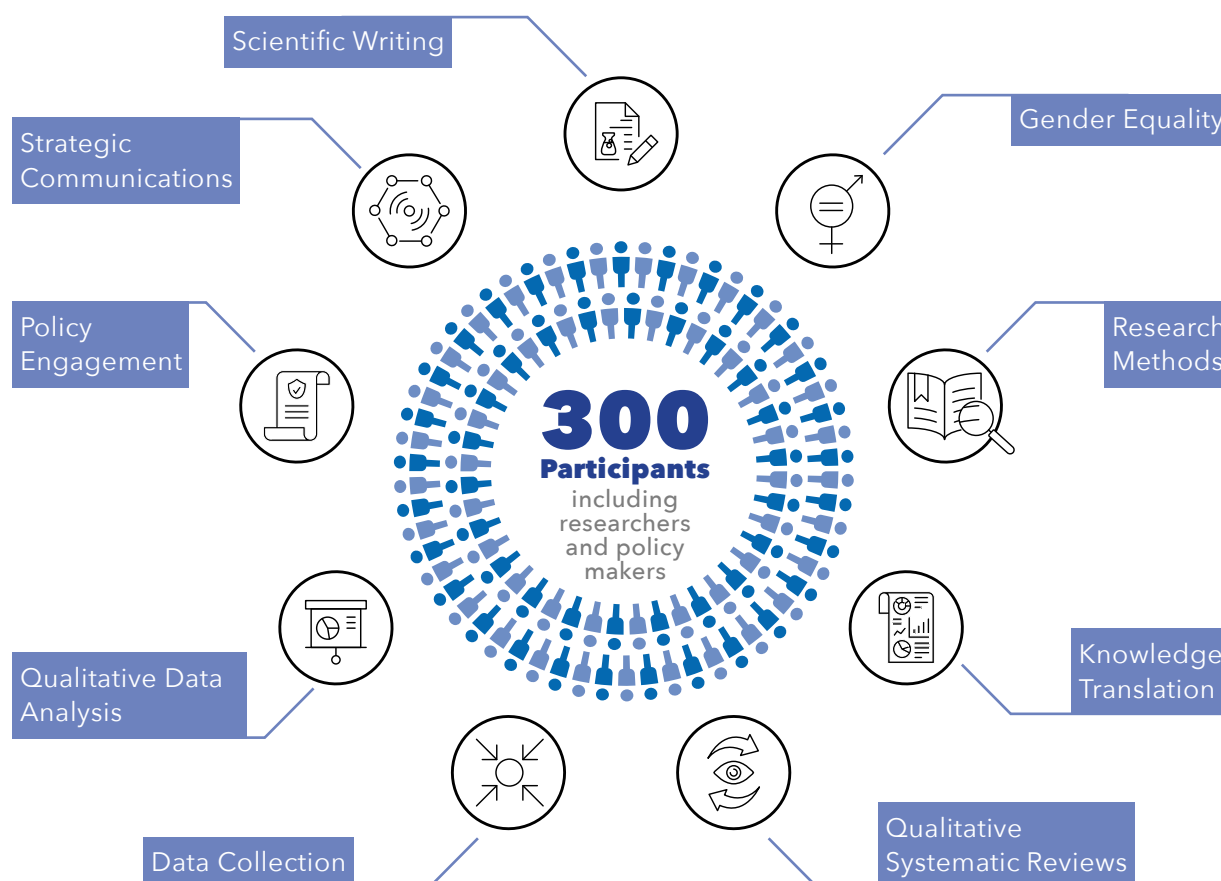 Scientific Writing
Gender Equality
Strategic
Communications
Policy
Engagement
Research
Methods
300
Participants
including
researchers
and policy
makers
Knowledge
Translation
Qualitative Data
Analysis
Qualitative
Systematic Reviews
Data Collection